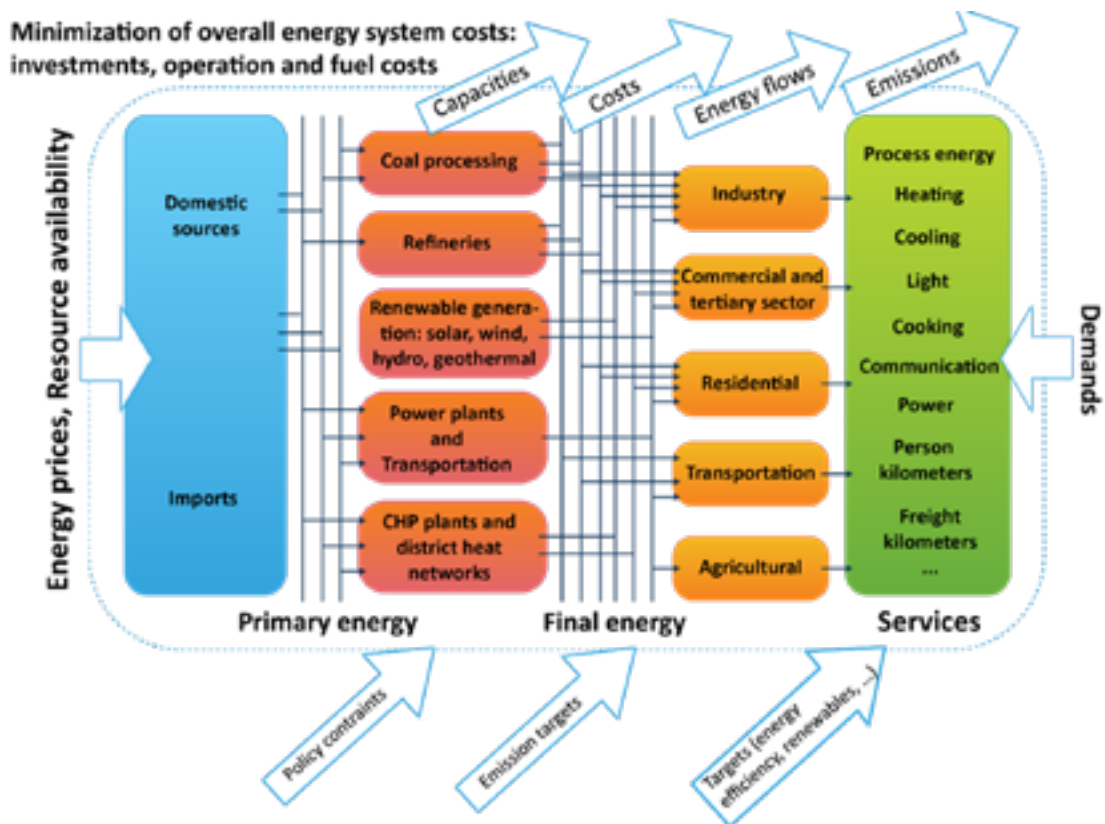 Minimization of overall energy system costs:
investments, operation and fuel costs
Capacities
Costs
Energy flows
Emissions
Energy prices, Resource availability
Domestic
sources
Imports
Coal processing
Refineries
Renewable genera-
tion: solar, wind,
hydro, geothermal
Power plants
and
Transportation
CHP plants and
district heat
networks
Industry
Commercial and
tertiary sector
Residential
Transportation
Agricultural
Process energy
Heating
Cooling
Light
Cooking
Communication
Power
Person
kilometers
Freight
kilometers
...
Demands
Primary energy
Final energy
Services
Policy contraints
Emission targets
Targets (energy
efficiency, renewables, ...)